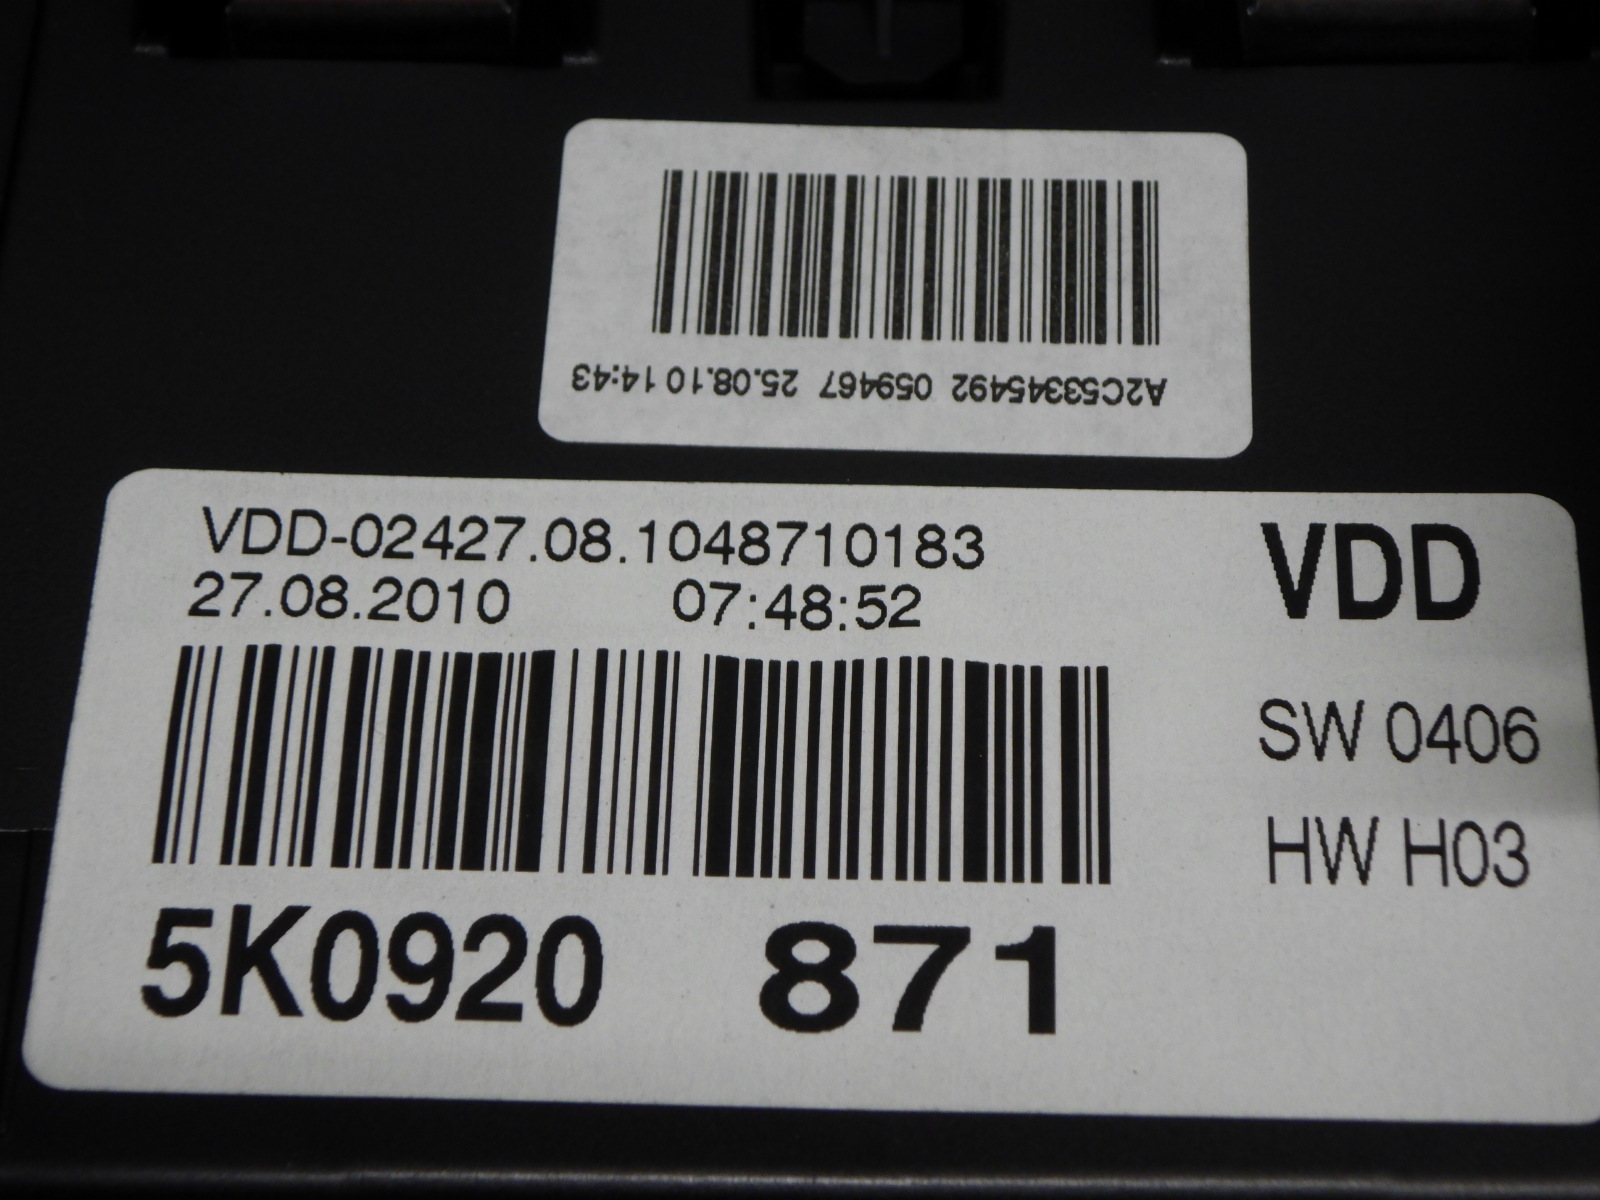 A2C53345492 059467 25.08.10 14:43
VDD-02427.08.1048710183
27.08.2010 07:48:52
VDD
SW 0406
HW H03
5K0920 871